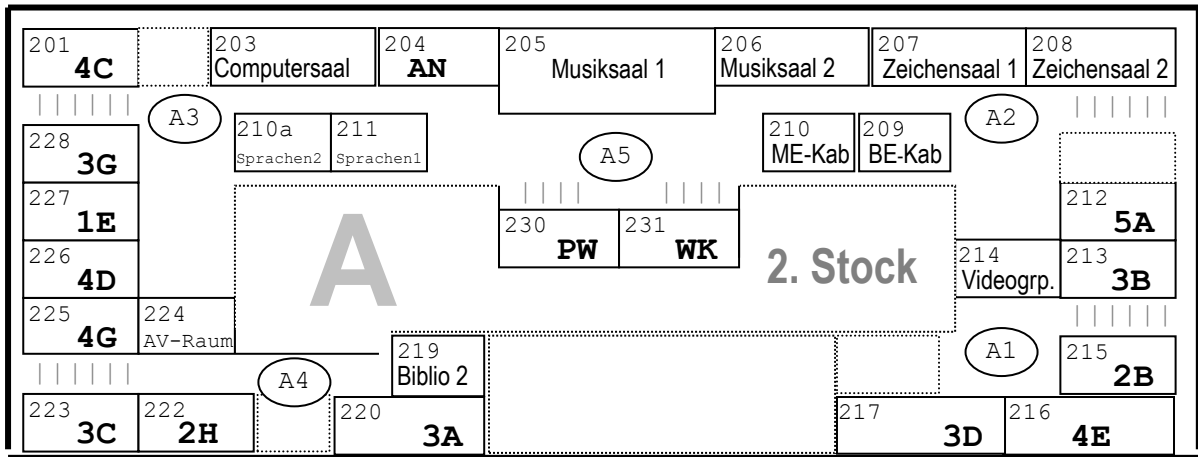 201
4C
203
Computersaal
204
AN
205
Musiksaal 1
206
Musiksaal 2
207
Zeichensaal 1
208
Zeichensaal 2
A3
A2
210a
Sprachen2
211
Sprachen1
A5
210
ME-Kab
209
BE-Kab
228
3G
227
1E
226
4D
225
4G
224
AV-Raum
A
230
PW
231
WK
2. Stock
212
5A
214
Videogrp.
213
3B
A4
219
Biblio 2
A1
215
2B
223
3C
222
2H
220
3A
217
3D
216
4E